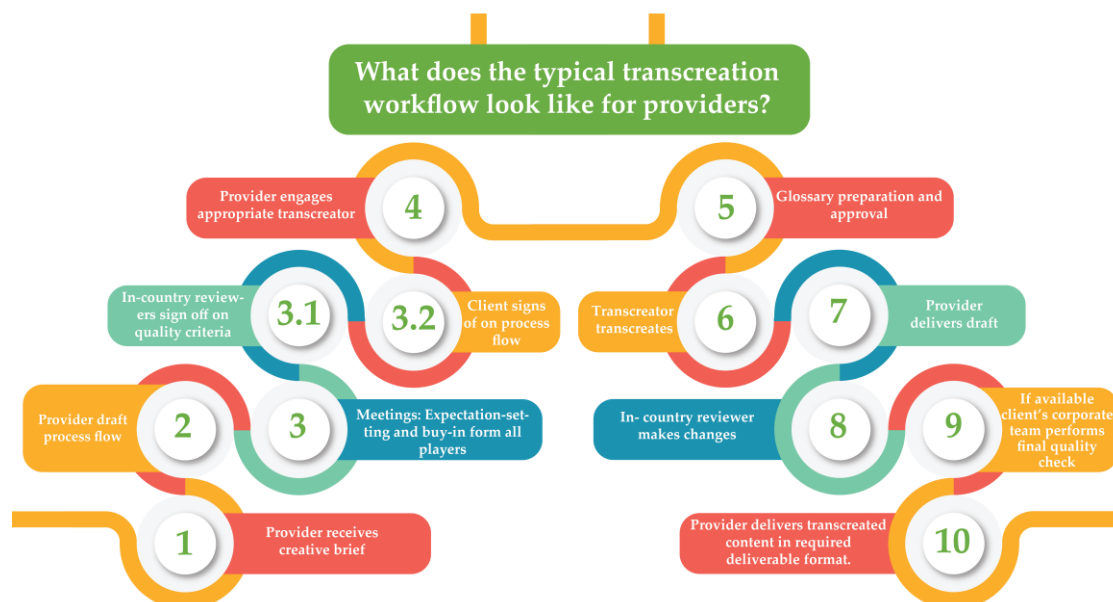 What does the typical transcreation
workflow look like for providers?
1
Provider receives
creative brief
2
Provider draft
process flow
3
Meetings: Expectation-set-
ting and buy-in form all
players
3.1
In-country review-
ers sign off on
quality criteria
3.2
Client signs
of on process
flow
4
Provider engages
appropriate transcreator
5
Glossary preparation and
approval
6
Transcreator
transcreates
7
Provider
delivers draft
8
In- country reviewer
makes changes
9
If available
client's corporate
team performs
final quality
check
10
Provider delivers transcreated
content in required
deliverable format.